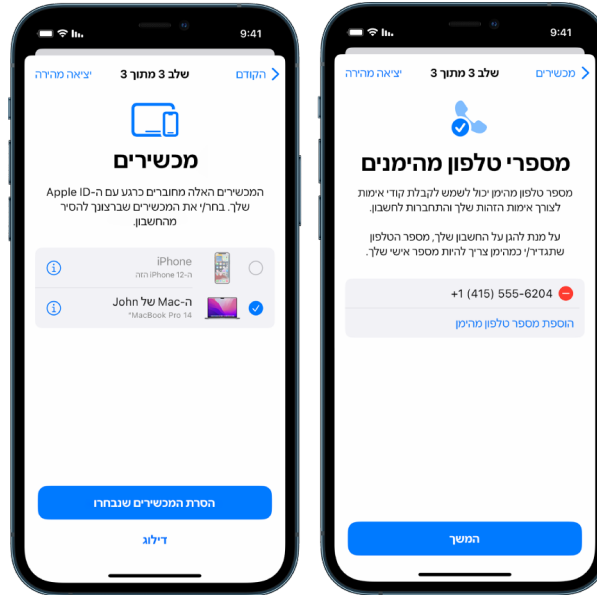 9:41
הקודם
שלב 3 מתוך 3
יציאה מהירה
מכשירים
המכשירים האלה מחוברים כרגע עם ה-Apple ID
שלך. בחר/י את המכשירים שברצונך להסיר
מהחשבון.
iPhone
ה-iPhone 12 הזה
ה-Mac של John
MacBook Pro 14"
הסרת המכשירים שנבחרו
דילוג
9:41
מכשירים
שלב 3 מתוך 3
יציאה מהירה
מספרי טלפון מהימנים
מספר טלפון מהימן יכול לשמש לקבלת קודי אימות
לצורך אימות הזהות שלך והתחברות לחשבון.
על מנת להגן על החשבון שלך, מספר הטלפון
שתגדיר/י כמהימן צריך להיות מספר אישי שלך.
+1 (415) 555-6204
הוספת מספר טלפון מהימן
המשך